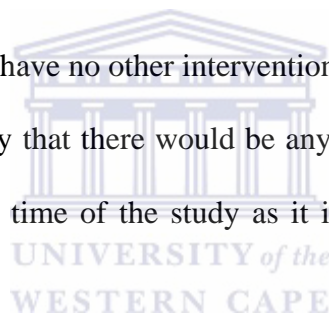 have no other intervention
y that there would be any
time of the study as it i
UNIVERSITY of the
WESTERN CAPE